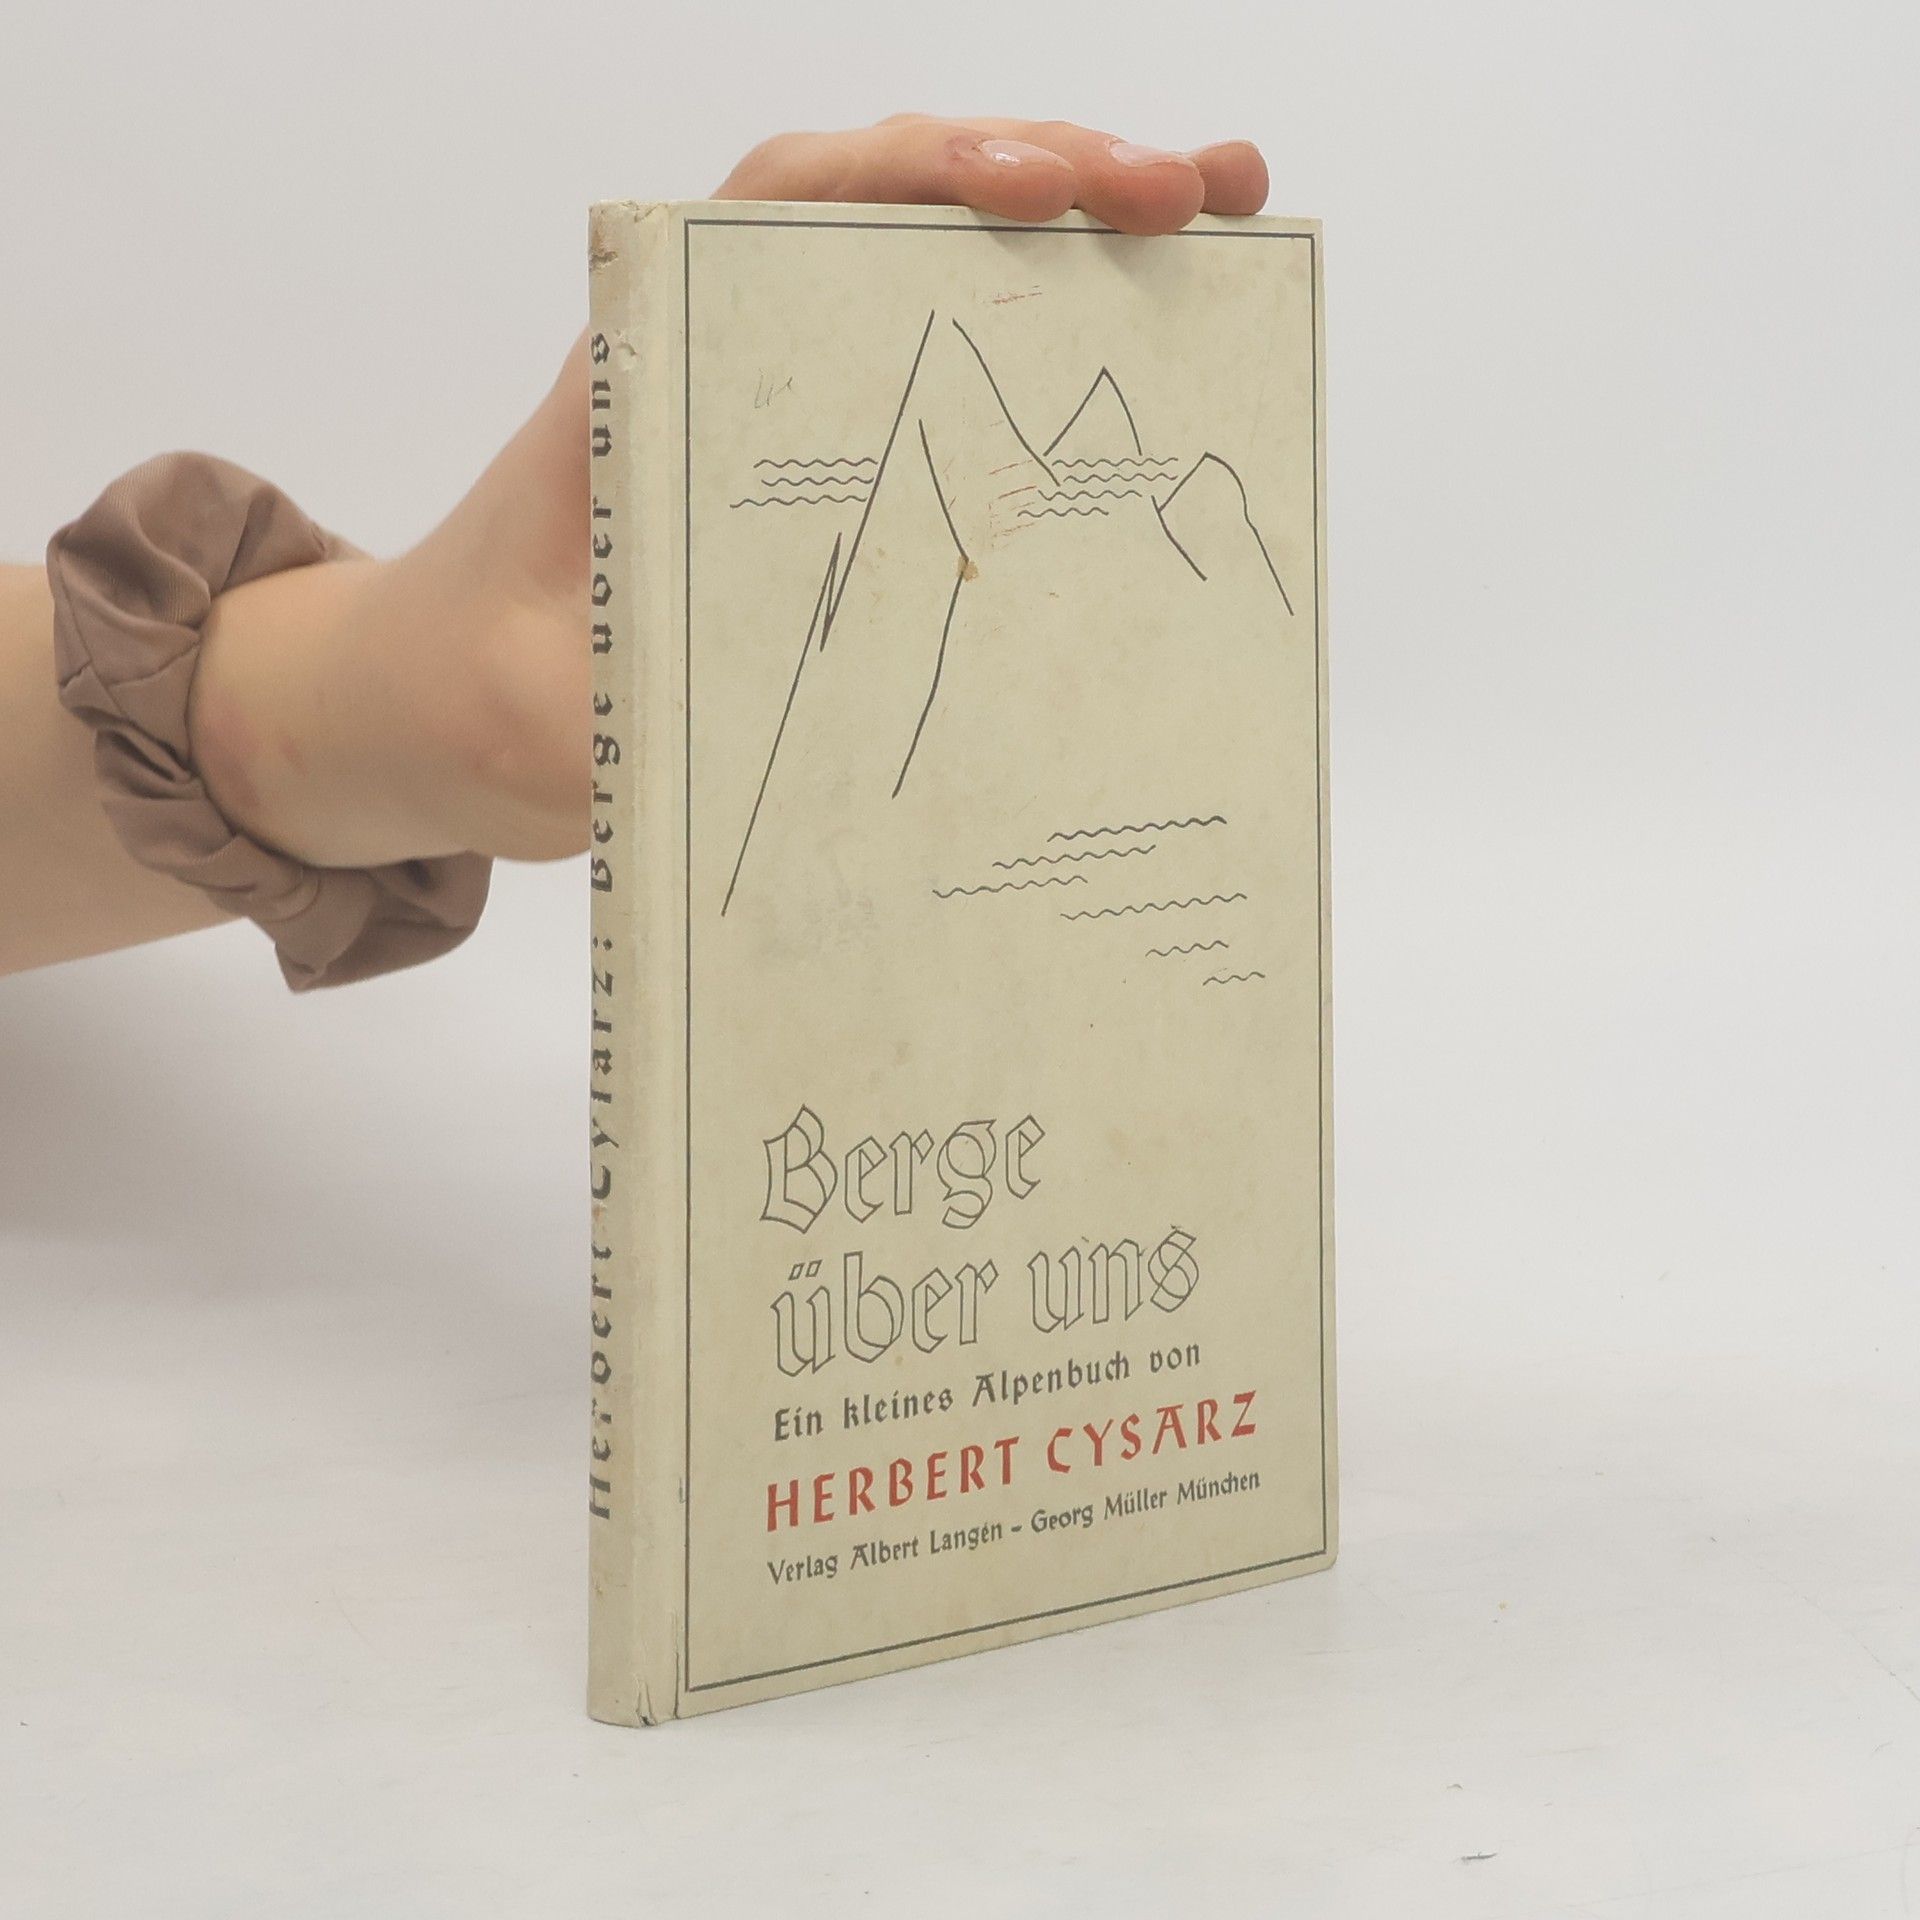 Herbert Cysarz: Berge über uns
Berge
über uns
Ein kleines Alpenbuch von
HERBERT CYSARZ
Verlag Albert Langen - Georg Müller München